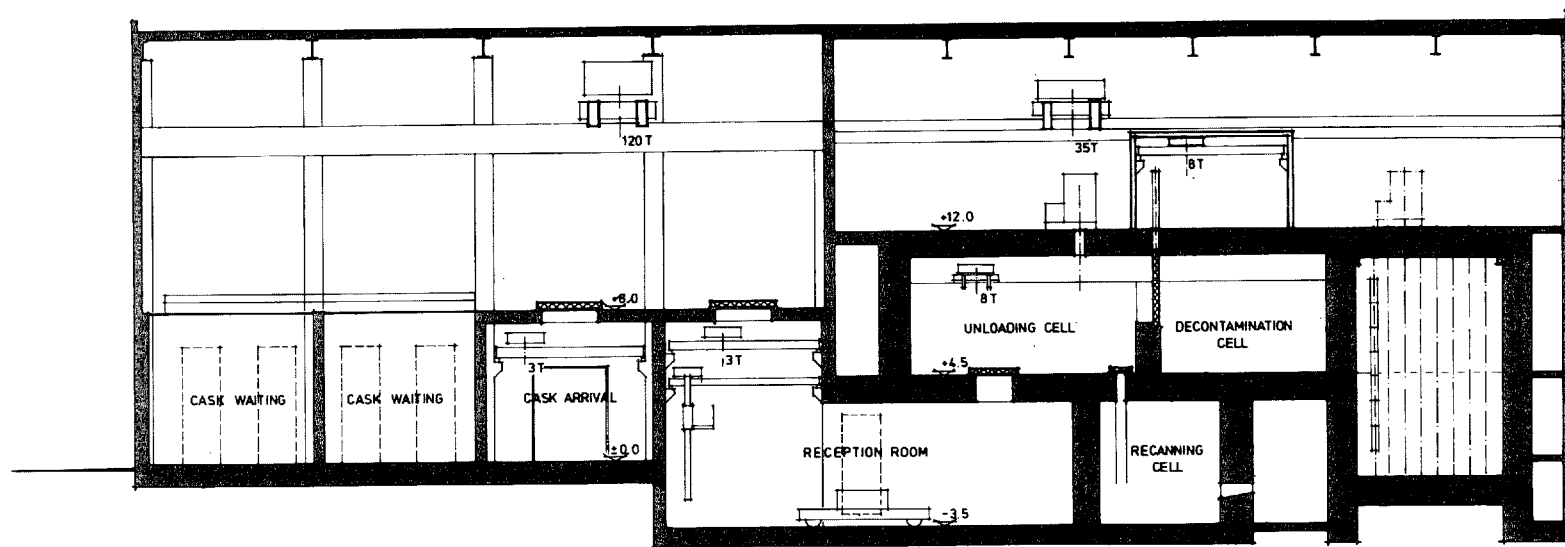 120 T
35T
8T
+12.0
8T
+8.0
UNLOADING CELL
DECONTAMINATION
CELL
3T
3T
+4.5
CASK WAITING
CASK WAITING
CASK ARRIVAL
±0.0
RECEPTION ROOM
RECANNING
CELL
-3.5